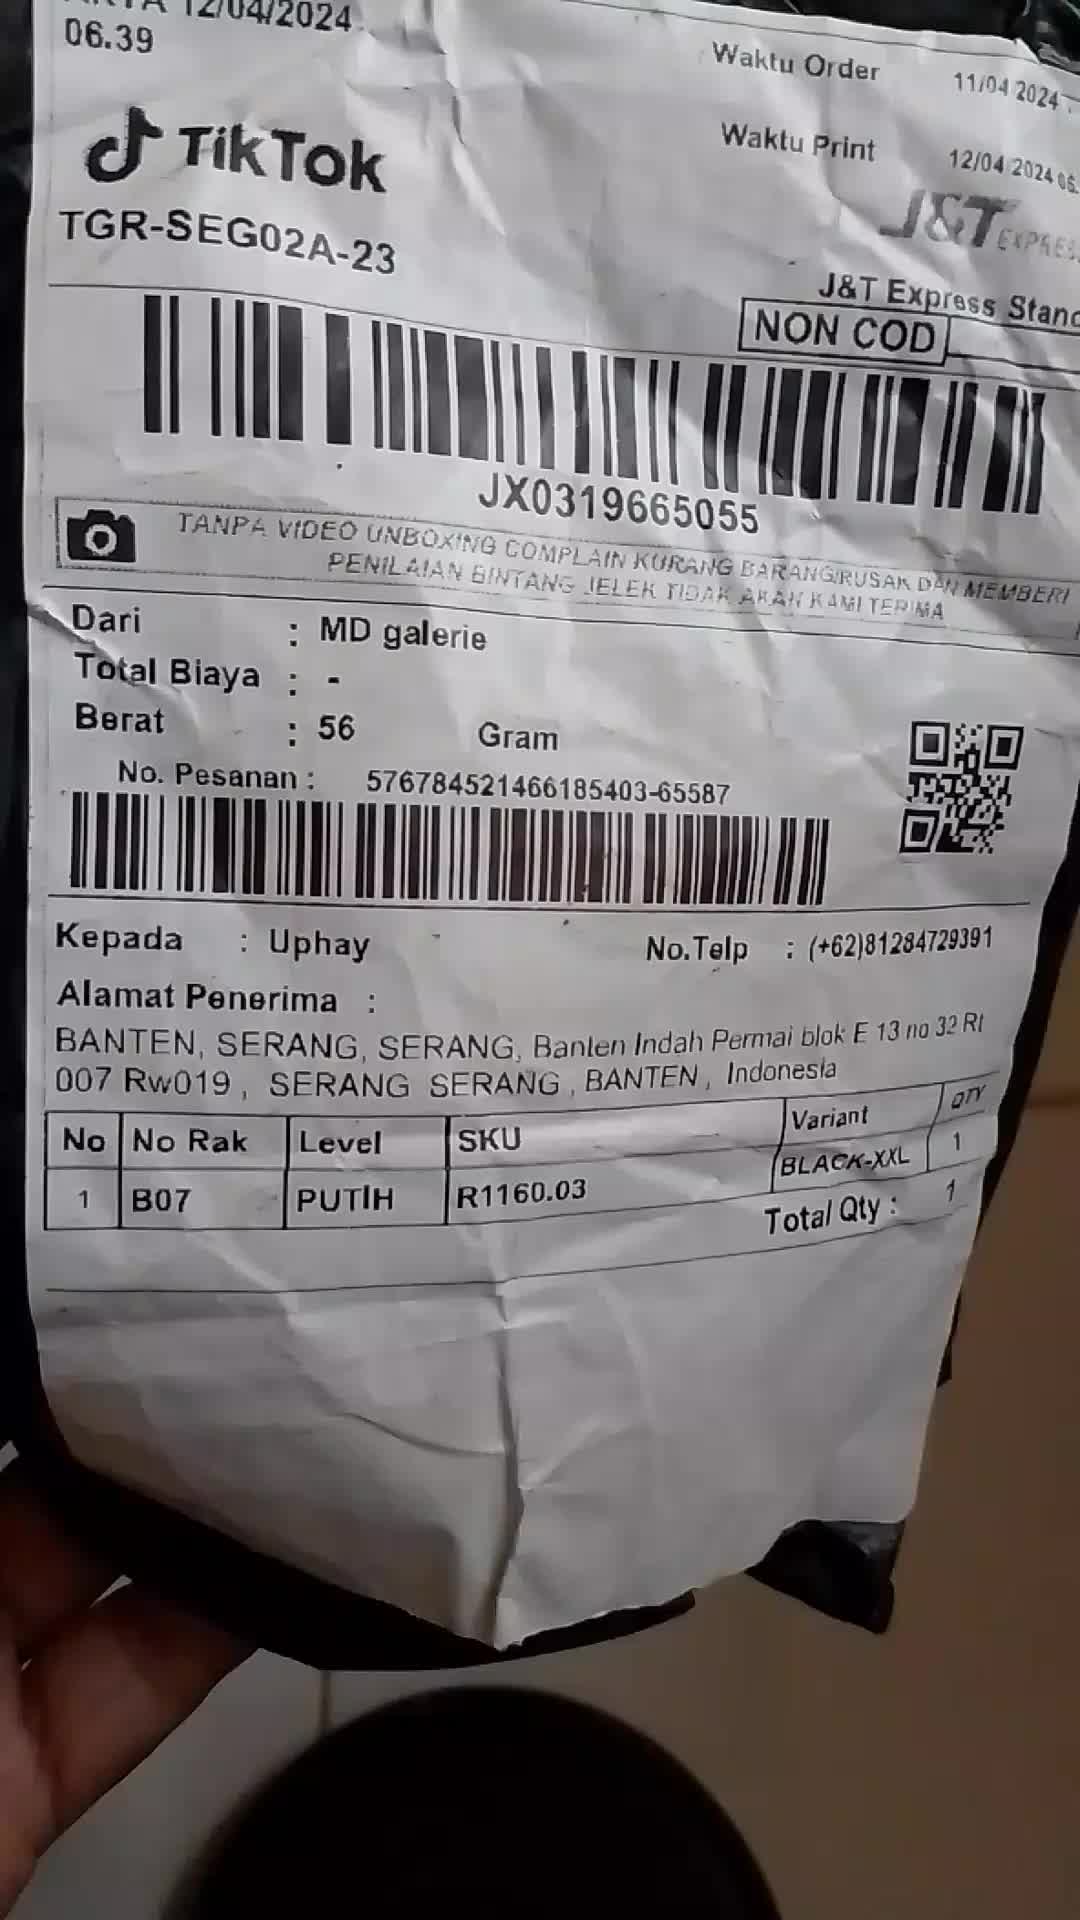 12/04/2024
06.39
Waktu Order 11/04 2024
Waktu Print 12/04 2024 06.
TikTok
J&T EXPRESS
TGR-SEG02A-23
J&T Express Stand
NON COD
JX0319665055
TANPA VIDEO UNBOXING COMPLAIN KURANG BARANG/RUSAK DAN MEMBERI
PENILAIAN BINTANG JELEK TIDAK AKAN KAMI TERIMA
Dari : MD galerie
Total Biaya : -
Berat : 56 Gram
No. Pesanan : 576784521466185403-65587
Kepada : Uphay No.Telp : (+62)81284729391
Alamat Penerima :
BANTEN, SERANG, SERANG, Banten Indah Permai blok E 13 no 32 Rt
007 Rw019 , SERANG SERANG , BANTEN , Indonesia
No No Rak Level SKU Variant QTY
1 B07 PUTIH R1160.03 BLACK-XXL 1
Total Qty : 1